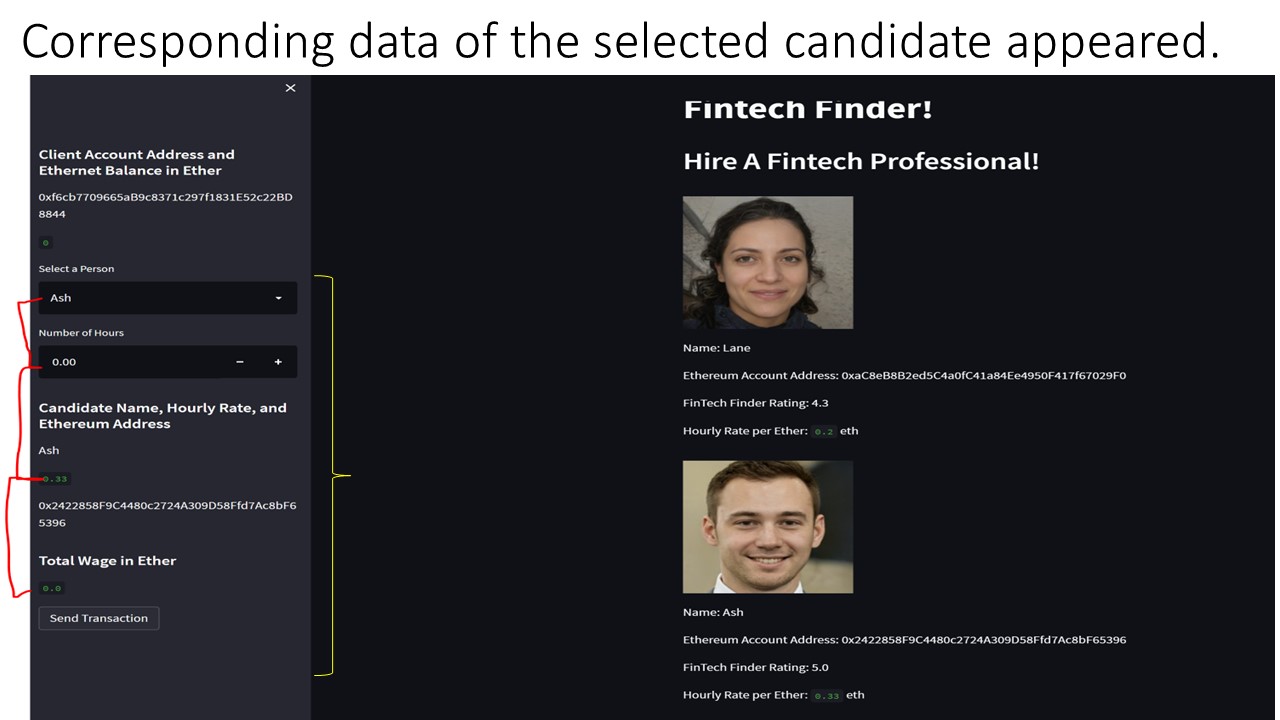 Corresponding data of the selected candidate appeared.
Client Account Address and
Ethernet Balance in Ether
0xf6cb7709665aB9c8371c297f1831E52c22BD
8844
0
Select a Person
Ash
Number of Hours
0.00
Candidate Name, Hourly Rate, and
Ethereum Address
Ash
0.33
0x2422858F9C4480c2724A309D58Ffd7Ac8bF6
5396
Total Wage in Ether
0.0
Send Transaction
Fintech Finder!
Hire A Fintech Professional!
Name: Lane
Ethereum Account Address: 0xaC8eB8B2ed5C4a0fC41a84Ee4950F417f67029F0
FinTech Finder Rating: 4.3
Hourly Rate per Ether: 0.2 eth
Name: Ash
Ethereum Account Address: 0x2422858F9C4480c2724A309D58Ffd7Ac8bF65396
FinTech Finder Rating: 5.0
Hourly Rate per Ether: 0.33 eth